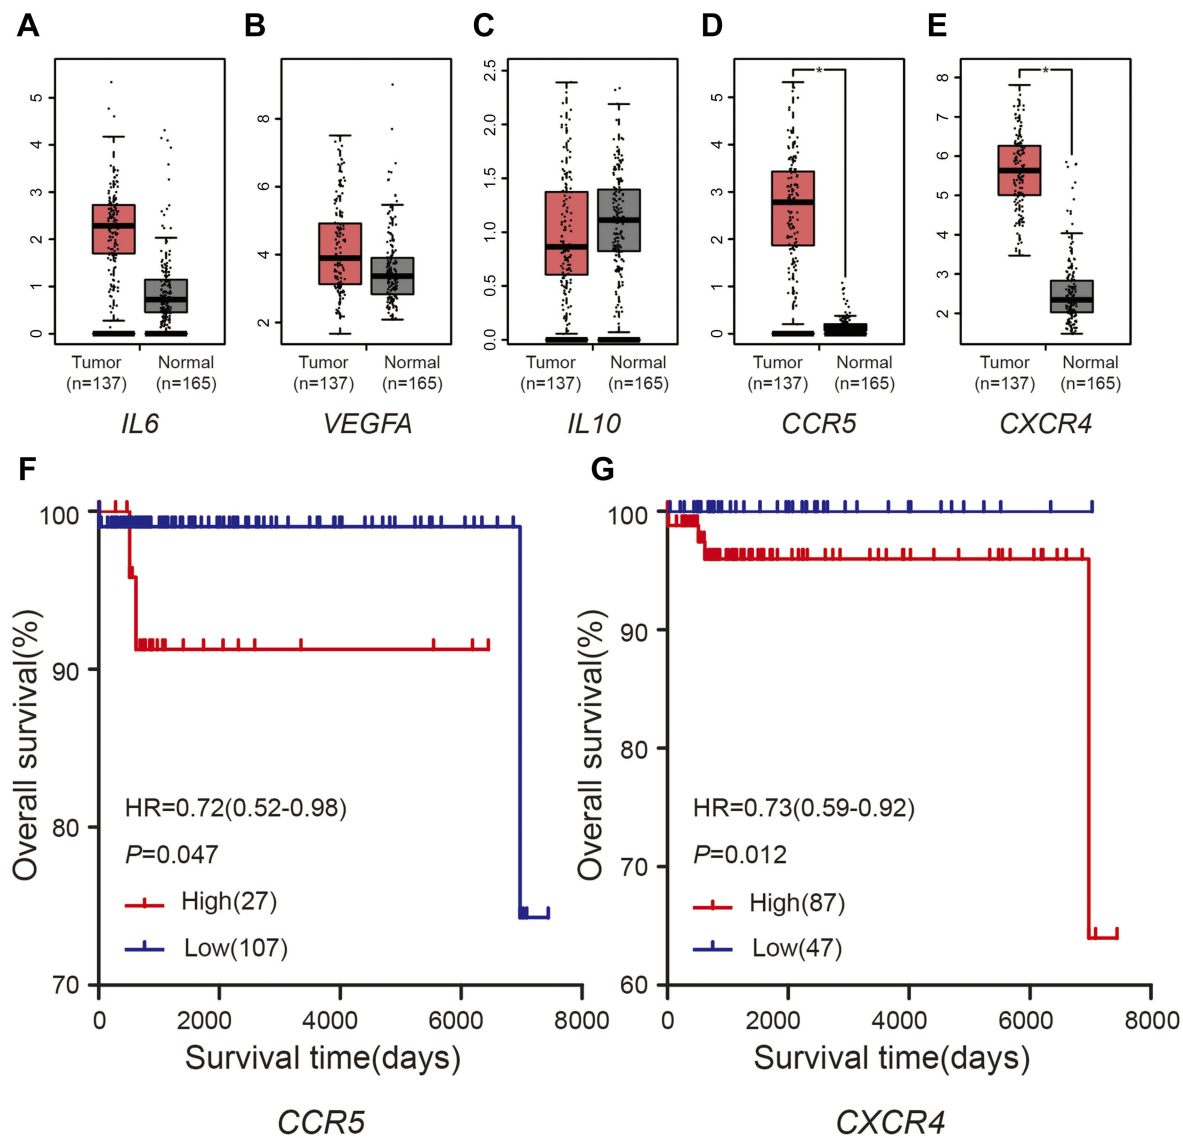 A B C D E
5
4
3
2
1
0
Tumor
(n=137)
Normal
(n=165)
IL6
8
6
4
2
Tumor
(n=137)
Normal
(n=165)
VEGFA
2.5
2.0
1.5
1.0
0.5
0.0
Tumor
(n=137)
Normal
(n=165)
IL10
*
5
4
3
2
1
0
Tumor
(n=137)
Normal
(n=165)
CCR5
*
8
7
6
5
4
3
2
Tumor
(n=137)
Normal
(n=165)
CXCR4
F
Overall survival(%)
100
90
80
70
HR=0.72(0.52-0.98)
P=0.047
High(27)
Low(107)
0 2000 4000 6000 8000
Survival time(days)
CCR5
G
Overall survival(%)
100
90
80
70
60
HR=0.73(0.59-0.92)
P=0.012
High(87)
Low(47)
0 2000 4000 6000 8000
Survival time(days)
CXCR4